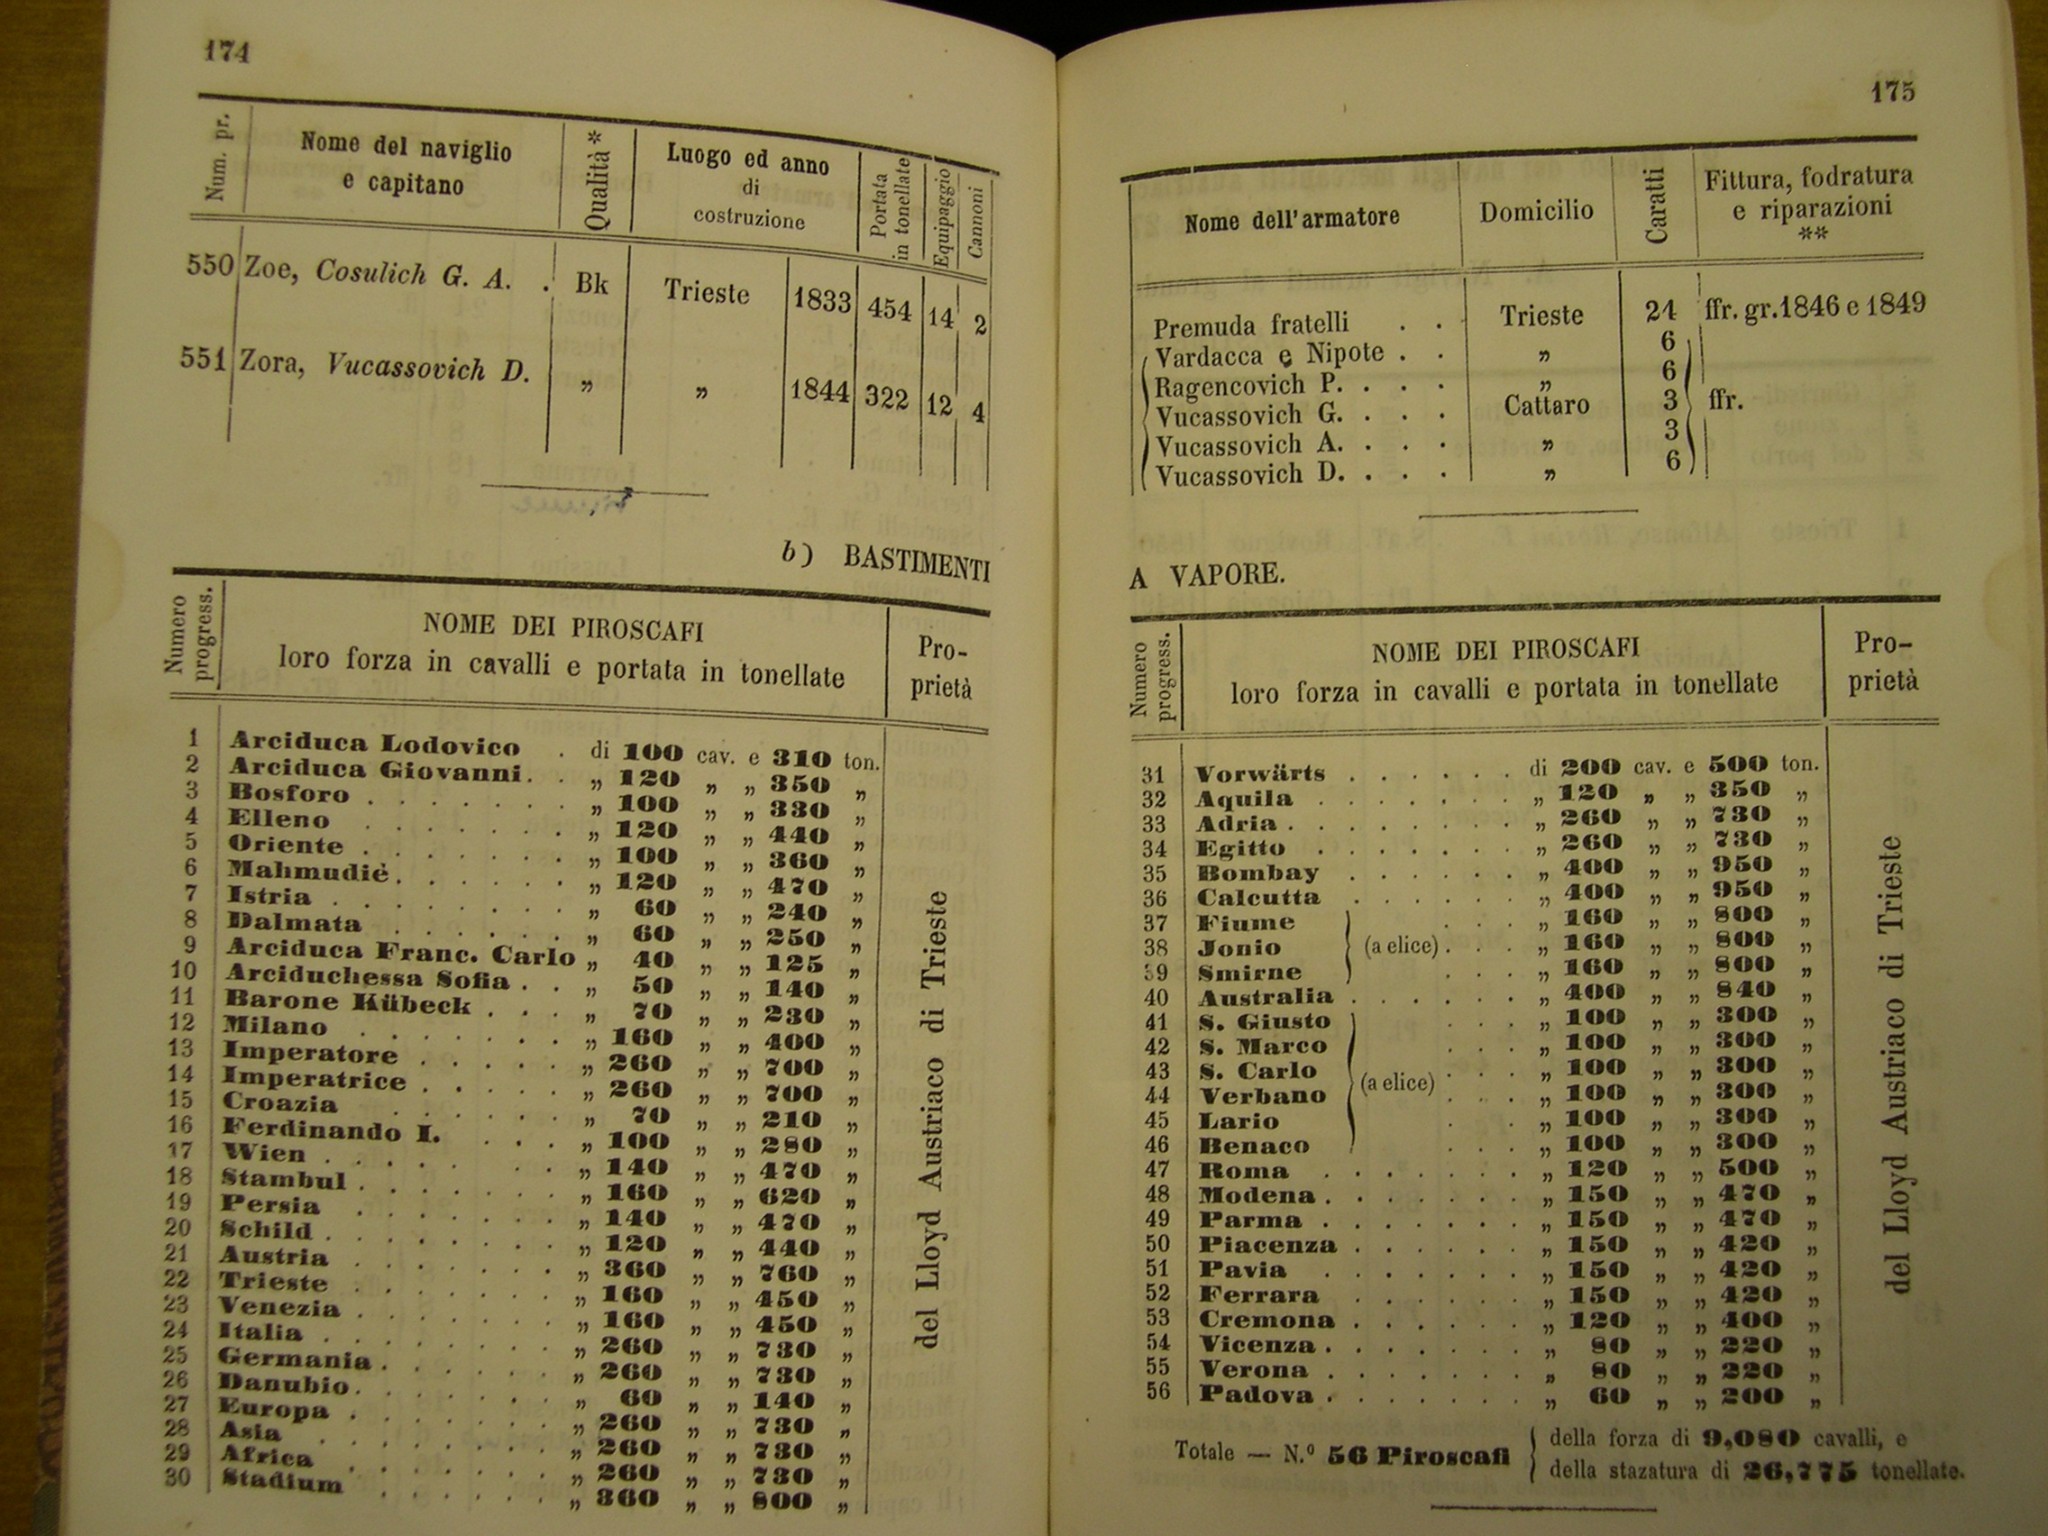 174
Num. pr. | Nome del naviglio e capitano | Qualità* | Luogo ed anno di costruzione | Portata in tonellate | Equipaggio | Cannoni
550 Zoe, Cosulich G. A. . Bk Trieste 1833 454 14 2
551 Zora, Vucassovich D. „ „ 1844 322 12 4
b) BASTIMENTI
Numero progress. | NOME DEI PIROSCAFI loro forza in cavalli e portata in tonellate | Pro-prietà
1 Arciduca Lodovico . di 100 cav. e 310 ton.
2 Arciduca Giovanni . . „ 120 „ „ 350 „
3 Bosforo . . . . . . . „ 100 „ „ 330 „
4 Elleno . . . . . . . „ 120 „ „ 440 „
5 Oriente . . . . . . . „ 100 „ „ 360 „
6 Mahmudiè . . . . . . „ 120 „ „ 470 „
7 Istria . . . . . . . „ 60 „ „ 240 „
8 Dalmata . . . . . . „ 60 „ „ 250 „
9 Arciduca Franc. Carlo „ 40 „ „ 125 „
10 Arciduchessa Sofia . . „ 50 „ „ 140 „
11 Barone Kübeck . . . „ 70 „ „ 230 „
12 Milano . . . . . . . „ 160 „ „ 400 „
13 Imperatore . . . . . „ 260 „ „ 700 „
14 Imperatrice . . . . . „ 260 „ „ 700 „
15 Croazia . . . . . . „ 70 „ „ 210 „
16 Ferdinando I. . . . „ 100 „ „ 280 „
17 Wien . . . . . . . . „ 140 „ „ 470 „
18 Stambul . . . . . . . „ 160 „ „ 620 „
19 Persia . . . . . . . „ 140 „ „ 470 „
20 Schild . . . . . . . „ 120 „ „ 440 „
21 Austria . . . . . . . „ 360 „ „ 760 „
22 Trieste . . . . . . . „ 160 „ „ 450 „
23 Venezia . . . . . . . „ 160 „ „ 450 „
24 Italia . . . . . . . „ 260 „ „ 730 „
25 Germania . . . . . . „ 260 „ „ 730 „
26 Danubio . . . . . . . „ 60 „ „ 140 „
27 Europa . . . . . . . „ 260 „ „ 730 „
28 Asia . . . . . . . . „ 260 „ „ 730 „
29 Africa . . . . . . . „ 260 „ „ 730 „
30 Stadium . . . . . . „ 360 „ „ 800 „
del Lloyd Austriaco di Trieste
175
Nome dell'armatore | Domicilio | Caratti | Fittura, fodratura e riparazioni **
Premuda fratelli . . Trieste 24 ffr. gr. 1846 e 1849
Vardacca e Nipote . . „ 6
Ragencovich P. . . . „ 6
Vucassovich G. . . . Cattaro 3 ffr.
Vucassovich A. . . . „ 3
Vucassovich D. . . . „ 6
A VAPORE.
Numero progress. | NOME DEI PIROSCAFI loro forza in cavalli e portata in tonellate | Pro-prietà
31 Vorwärts . . . . . . di 200 cav. e 500 ton.
32 Aquila . . . . . . . „ 120 „ „ 350 „
33 Adria . . . . . . . . „ 260 „ „ 730 „
34 Egitto . . . . . . . „ 260 „ „ 730 „
35 Bombay . . . . . . „ 400 „ „ 950 „
36 Calcutta . . . . . . „ 400 „ „ 950 „
37 Fiume . . . „ 160 „ „ 800 „
38 Jonio (a elice) . . . „ 160 „ „ 800 „
39 Smirne . . . „ 160 „ „ 800 „
40 Australia . . . . . . „ 400 „ „ 840 „
41 S. Giusto . . . „ 100 „ „ 300 „
42 S. Marco . . . „ 100 „ „ 300 „
43 S. Carlo . . . „ 100 „ „ 300 „
44 Verbano (a elice) . . . „ 100 „ „ 300 „
45 Lario . . „ 100 „ „ 300 „
46 Benaco . . . „ 100 „ „ 300 „
47 Roma . . . . . . . „ 120 „ „ 500 „
48 Modena . . . . . . . „ 150 „ „ 470 „
49 Parma . . . . . . . „ 150 „ „ 470 „
50 Piacenza . . . . . . „ 150 „ „ 420 „
51 Pavia . . . . . . . „ 150 „ „ 420 „
52 Ferrara . . . . . . „ 150 „ „ 420 „
53 Cremona . . . . . . „ 120 „ „ 400 „
54 Vicenza . . . . . . . „ 80 „ „ 220 „
55 Verona . . . . . . . „ 80 „ „ 220 „
56 Padova . . . . . . . „ 60 „ „ 200 „
del Lloyd Austriaco di Trieste
Totale — N.º 56 Piroscafi { della forza di 9,080 cavalli, e
della stazatura di 26,775 tonellate.